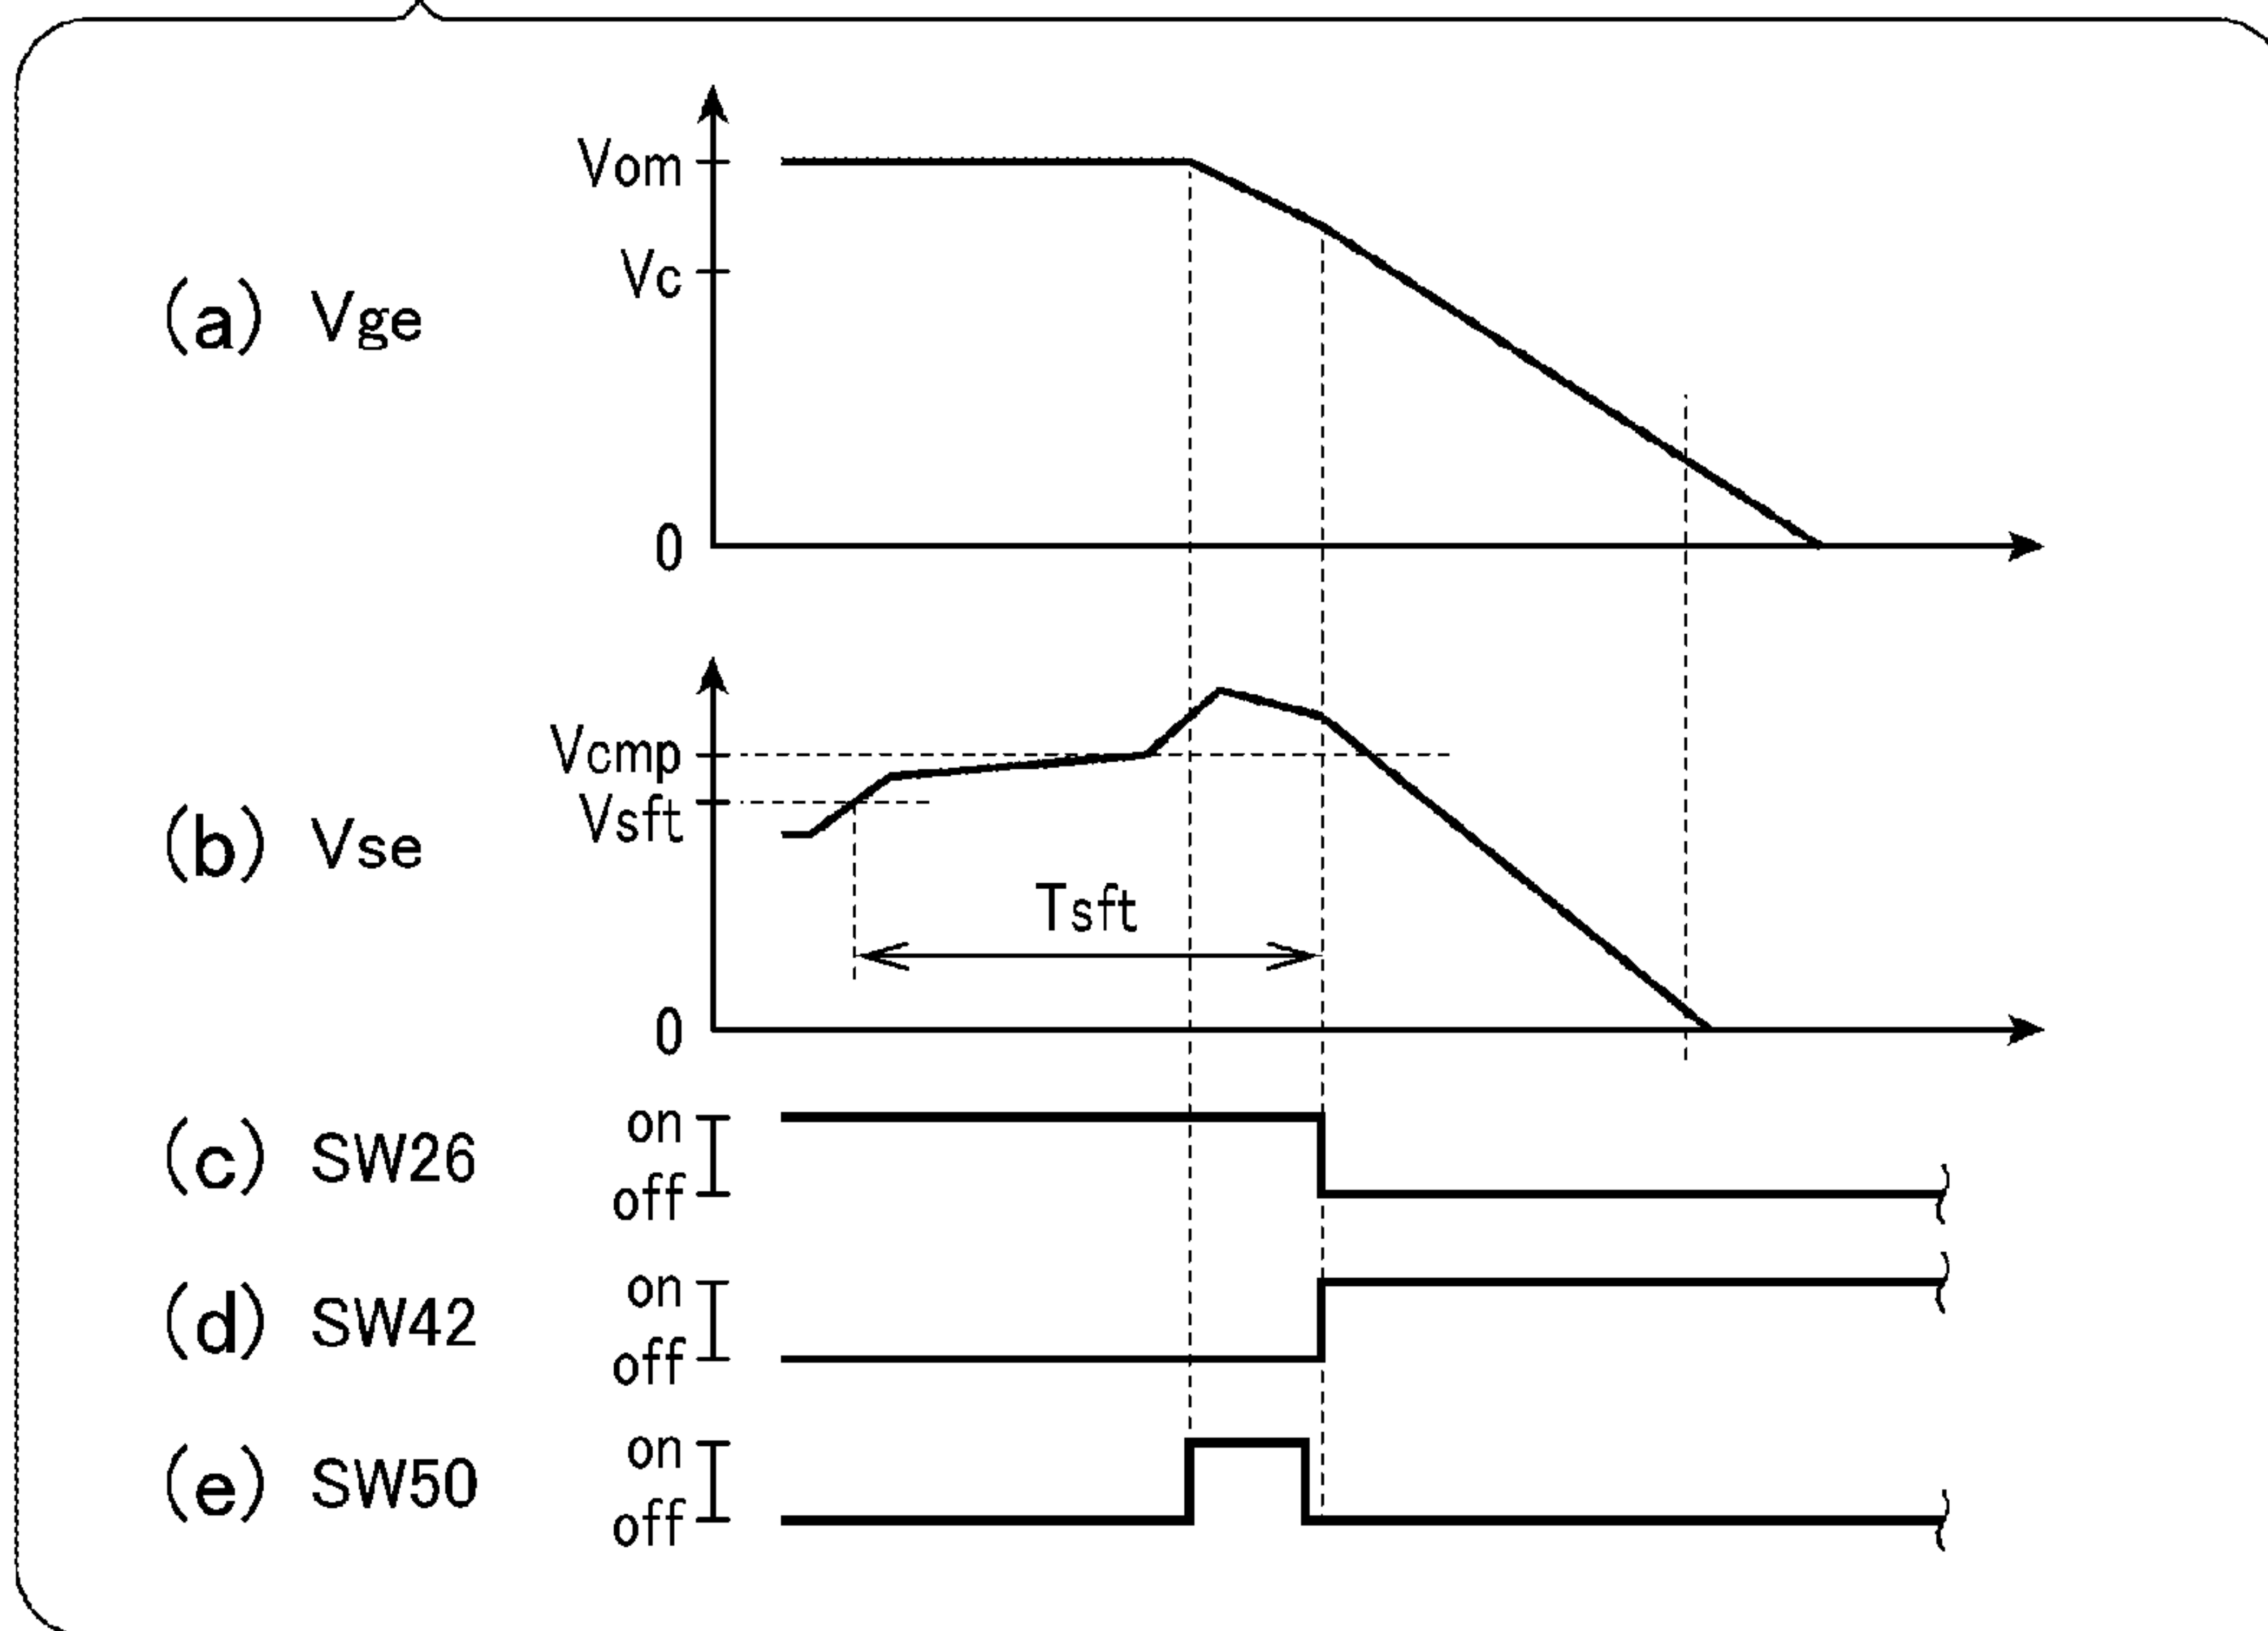 Vom
Vc
(a) Vge
0
Vcmp
Vsft
(b) Vse
Tsft
0
on
(c) SW26
off
on
(d) SW42
off
on
(e) SW50
off